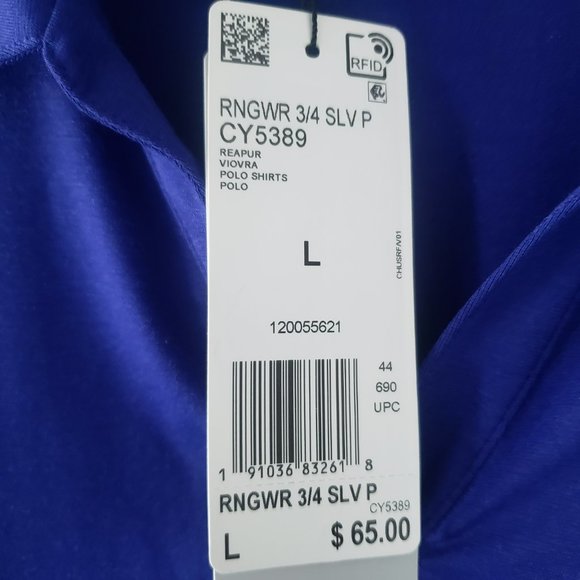 RFID
RNGWR 3/4 SLV P
CY5389
REAPUR
VIOVRA
POLO SHIRTS
POLO
L
CHUSRF/V01
120055621
44
690
UPC
1 91036 83261 8
RNGWR 3/4 SLV P
CY5389
L $ 65.00